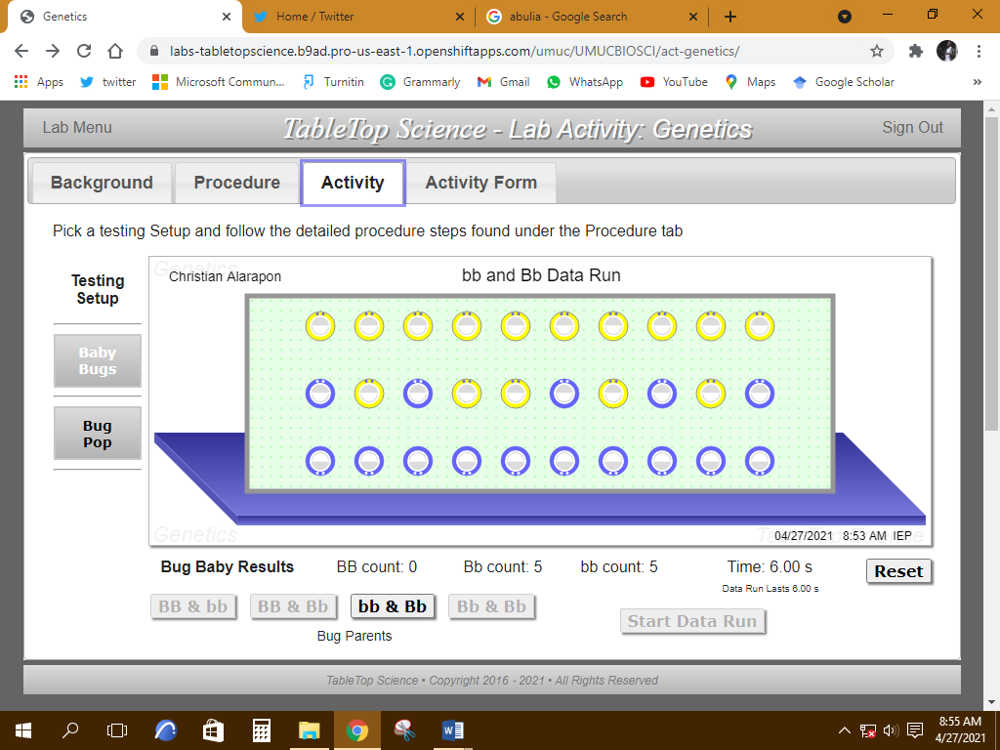 Genetics
Home / Twitter
abulia - Google Search
labs-tabletopscience.b9ad.pro-us-east-1.openshiftapps.com/umuc/UMUCBIOSCI/act-genetics/
Apps twitter Microsoft Commun... Turnitin Grammarly Gmail WhatsApp YouTube Maps Google Scholar »
Lab Menu TableTop Science - Lab Activity: Genetics Sign Out
Background Procedure Activity Activity Form
Pick a testing Setup and follow the detailed procedure steps found under the Procedure tab
Testing
Setup
Baby
Bugs
Bug
Pop
Genetics
Christian Alarapon
bb and Bb Data Run
Genetics
04/27/2021 8:53 AM IEP
Bug Baby Results BB count: 0 Bb count: 5 bb count: 5 Time: 6.00 s Reset
Data Run Lasts 6.00 s
BB & bb BB & Bb bb & Bb Bb & Bb Start Data Run
Bug Parents
TableTop Science • Copyright 2016 - 2021 • All Rights Reserved
8:55 AM
4/27/2021